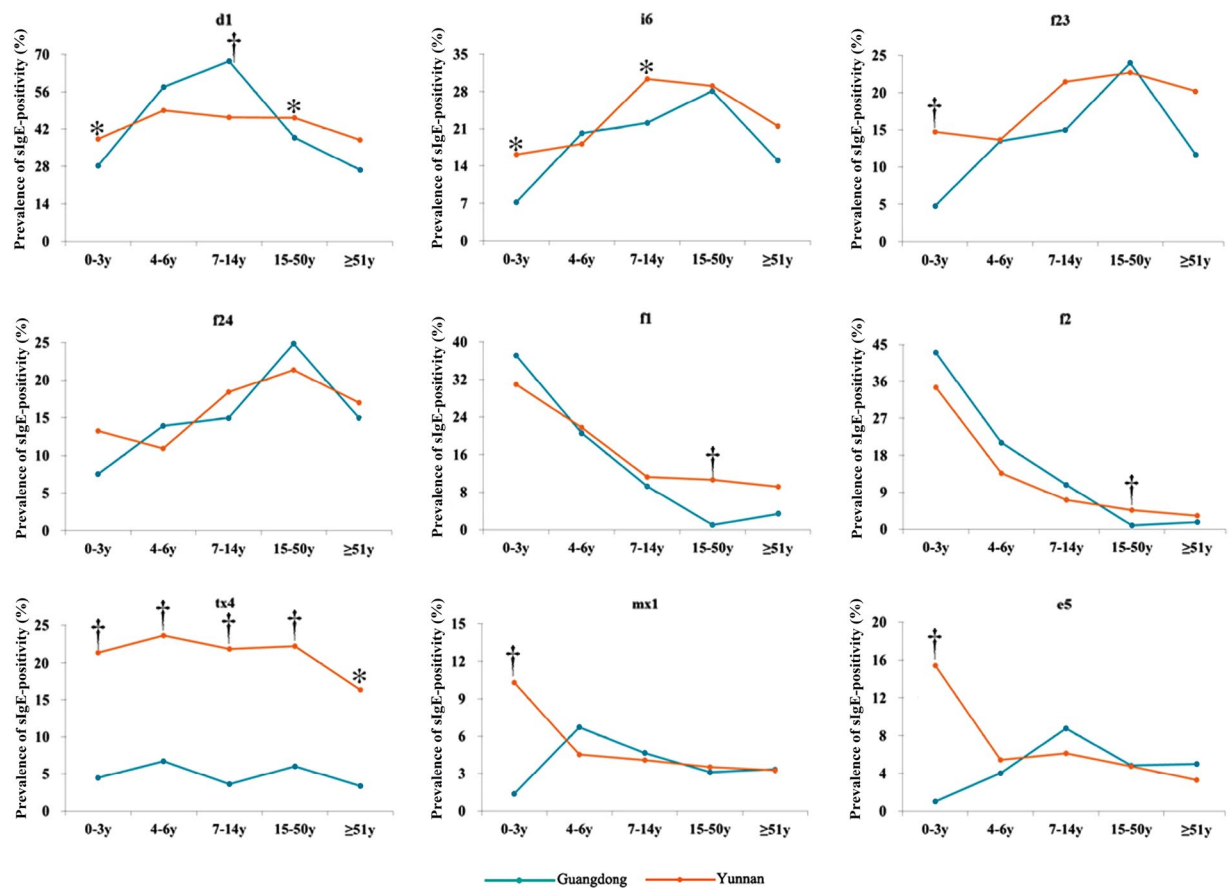 d1
Prevalence of sIgE-positivity (%)
70
56
42
28
14
0
†
*
*
0-3y 4-6y 7-14y 15-50y ≥51y
i6
Prevalence of sIgE-positivity (%)
35
28
21
14
7
0
*
*
0-3y 4-6y 7-14y 15-50y ≥51y
f23
Prevalence of sIgE-positivity (%)
25
20
15
10
5
0
†
0-3y 4-6y 7-14y 15-50y ≥51y
f24
Prevalence of sIgE-positivity (%)
25
20
15
10
5
0
0-3y 4-6y 7-14y 15-50y ≥51y
f1
Prevalence of sIgE-positivity (%)
40
32
24
16
8
0
†
0-3y 4-6y 7-14y 15-50y ≥51y
f2
Prevalence of sIgE-positivity (%)
45
36
27
18
9
0
†
0-3y 4-6y 7-14y 15-50y ≥51y
tx4
Prevalence of sIgE-positivity (%)
25
20
15
10
5
0
† † † † *
0-3y 4-6y 7-14y 15-50y ≥51y
mx1
Prevalence of sIgE-positivity (%)
15
12
9
6
3
0
†
0-3y 4-6y 7-14y 15-50y ≥51y
e5
Prevalence of sIgE-positivity (%)
20
16
12
8
4
0
†
0-3y 4-6y 7-14y 15-50y ≥51y
Guangdong Yunnan